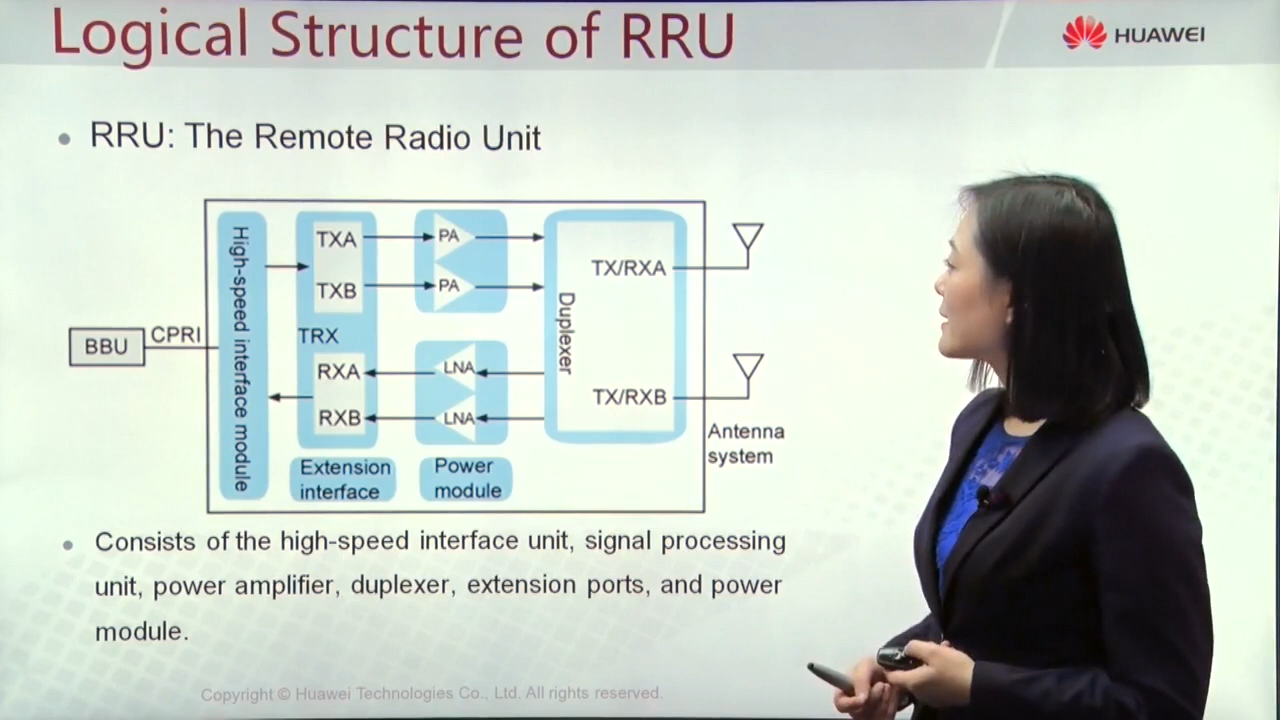 Logical Structure of RRU
HUAWEI
RRU: The Remote Radio Unit
High-speed interface module
TXA
PA
TXB
PA
TX/RXA
Duplexer
BBU
CPRI
TRX
RXA
LNA
TX/RXB
RXB
LNA
Antenna
system
Extension
interface
Power
module
Consists of the high-speed interface unit, signal processing
unit, power amplifier, duplexer, extension ports, and power
module.
Copyright © Huawei Technologies Co., Ltd. All rights reserved.